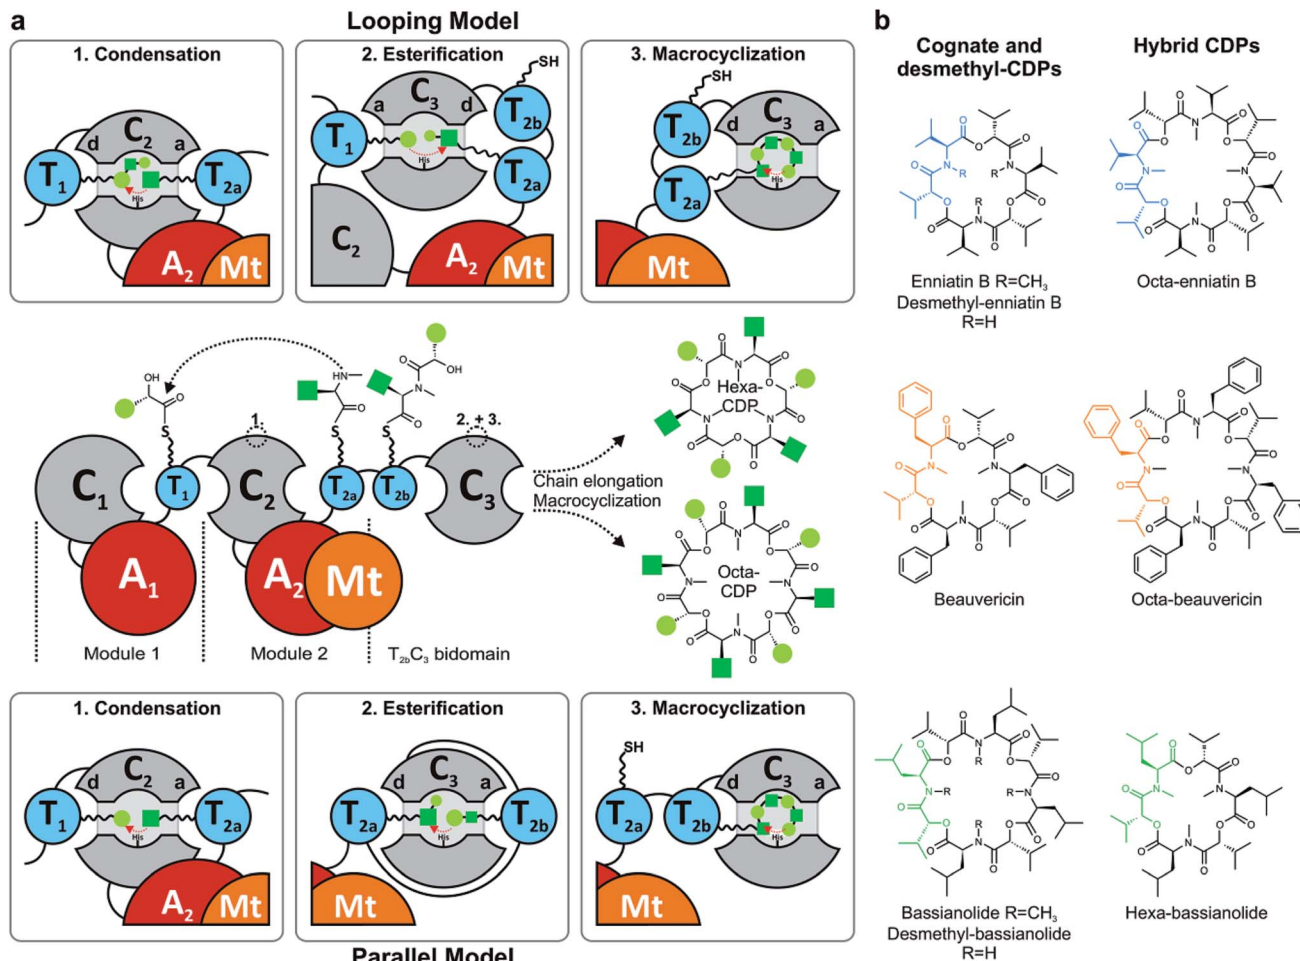 a
Looping Model
1. Condensation
C2
d
a
T1
T2a
His
A2
Mt
2. Esterification
SH
C3
a
d
T2b
T1
His
T2a
C2
A2
Mt
3. Macrocyclization
SH
T2b
d
C3
a
T2a
His
Mt
OH
O
S
HN
O
S
O
N
OH
O
S
1.
2. + 3.
C1
T1
C2
T2a
T2b
C3
A1
A2
Mt
Module 1
Module 2
T2bC3 bidomain
Chain elongation
Macrocyclization
Hexa-
CDP
Octa-
CDP
1. Condensation
C2
d
a
T1
T2a
His
A2
Mt
2. Esterification
C3
d
a
T2a
T2b
His
Mt
3. Macrocyclization
SH
d
C3
a
T2a
T2b
His
Mt
Parallel Model
b
Cognate and
desmethyl-CDPs
Hybrid CDPs
Enniatin B R=CH3
Desmethyl-enniatin B
R=H
Octa-enniatin B
Beauvericin
Octa-beauvericin
Bassianolide R=CH3
Desmethyl-bassianolide
R=H
Hexa-bassianolide